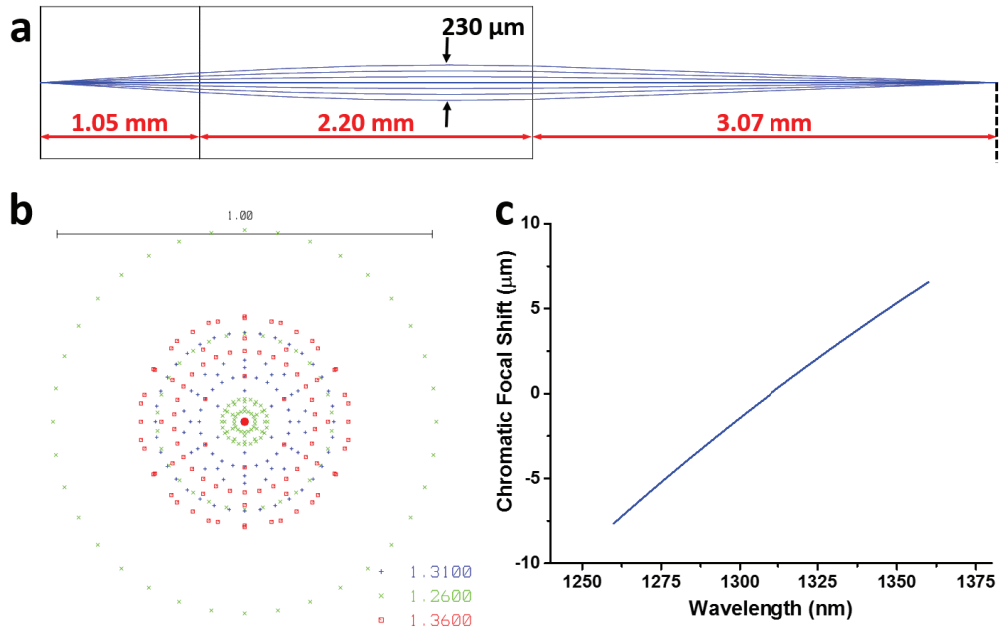 a
230 μm
1.05 mm
2.20 mm
3.07 mm
b
1.00
1.3100
1.2600
1.3600
c
Chromatic Focal Shift (μm)
10
5
0
-5
-10
1250
1275
1300
1325
1350
1375
Wavelength (nm)